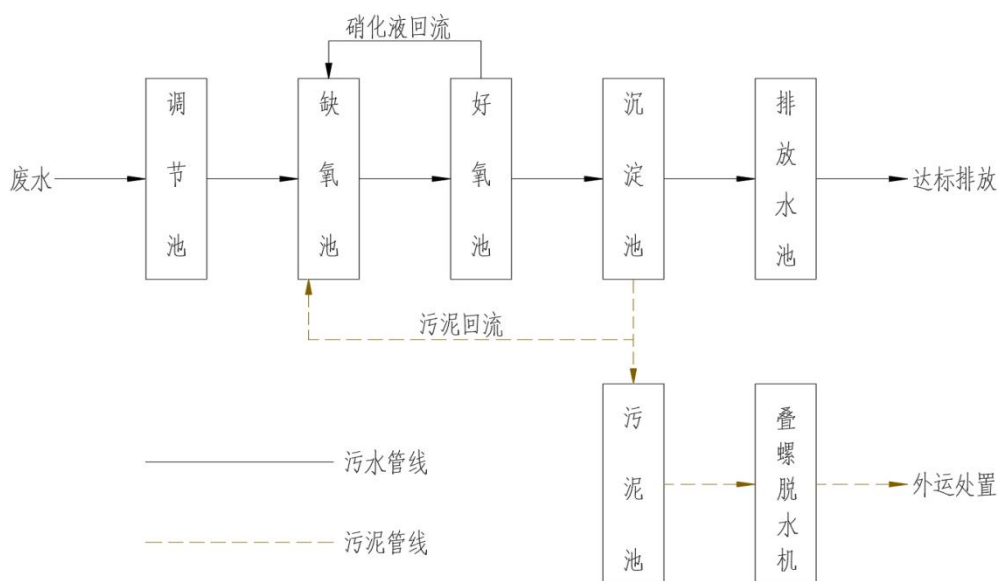 硝化液回流
废水
调节池
缺氧池
好氧池
沉淀池
排放水池
达标排放
污泥回流
污泥池
叠螺脱水机
外运处置
污水管线
污泥管线